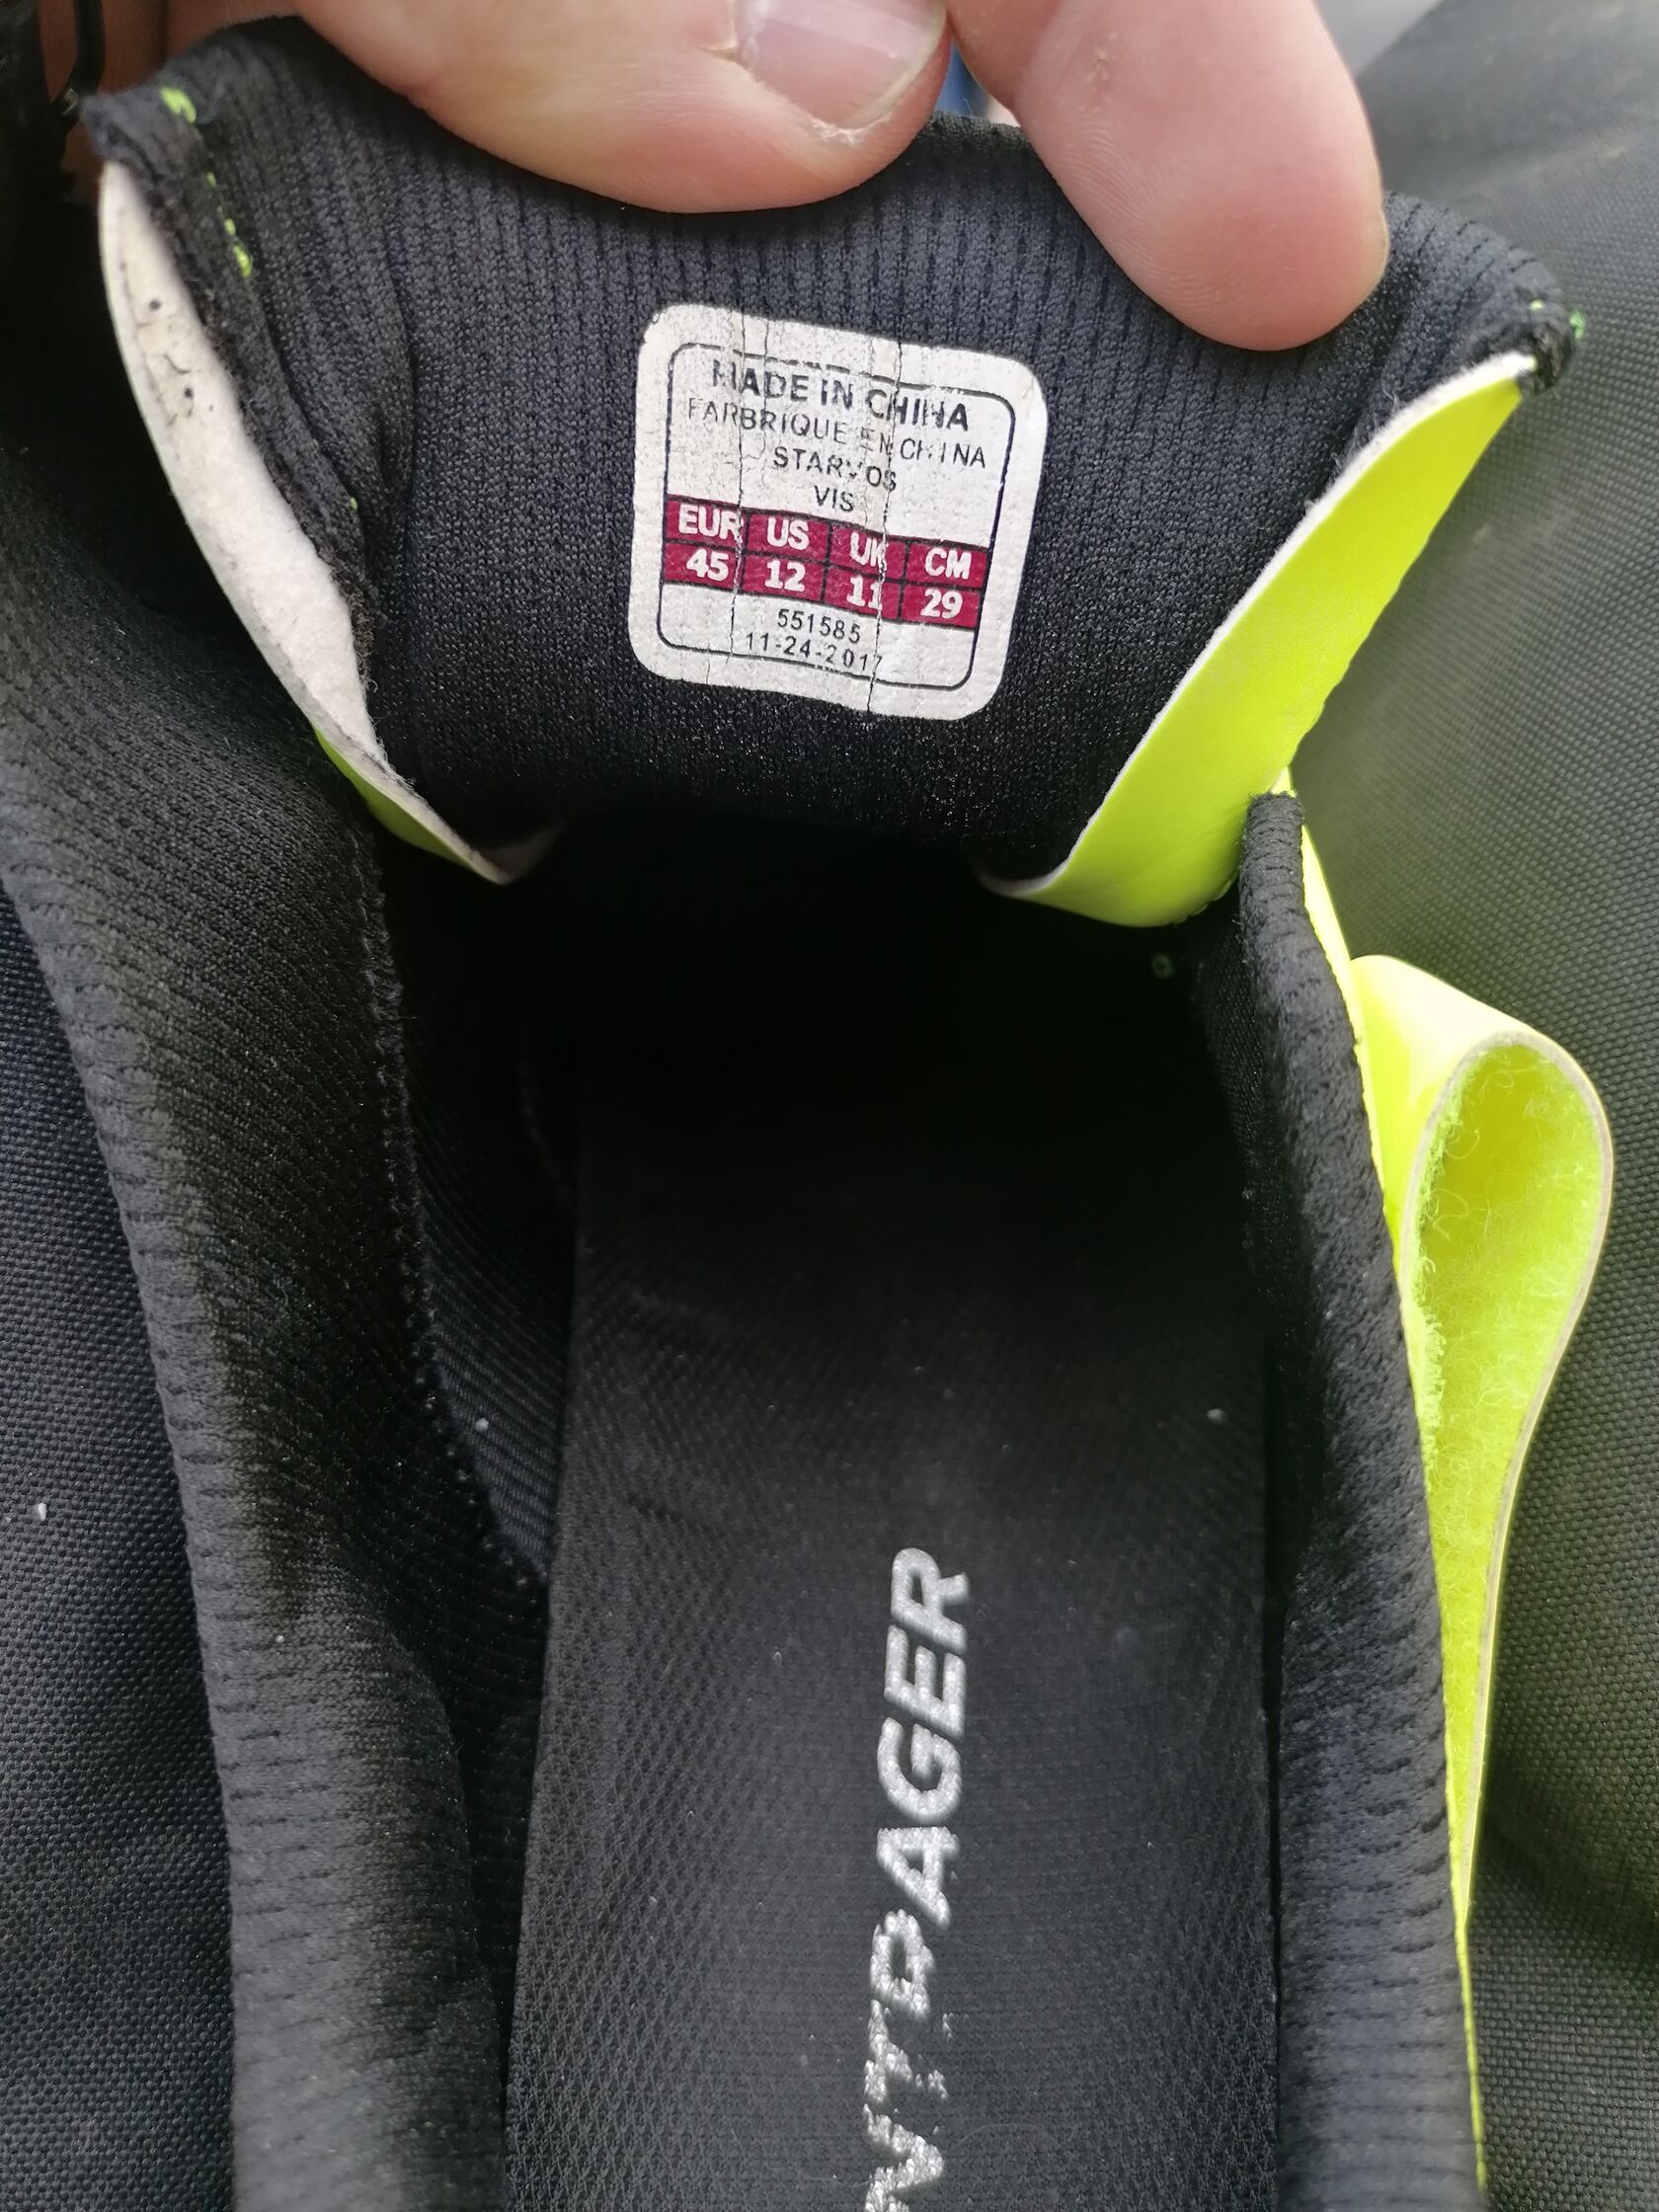 MADE IN CHINA
FARBRIQUE EN CHINA
STARVOS
VIS
EUR US UK CM
45 12 11 29
551585
11-24-2017
NTPAGER